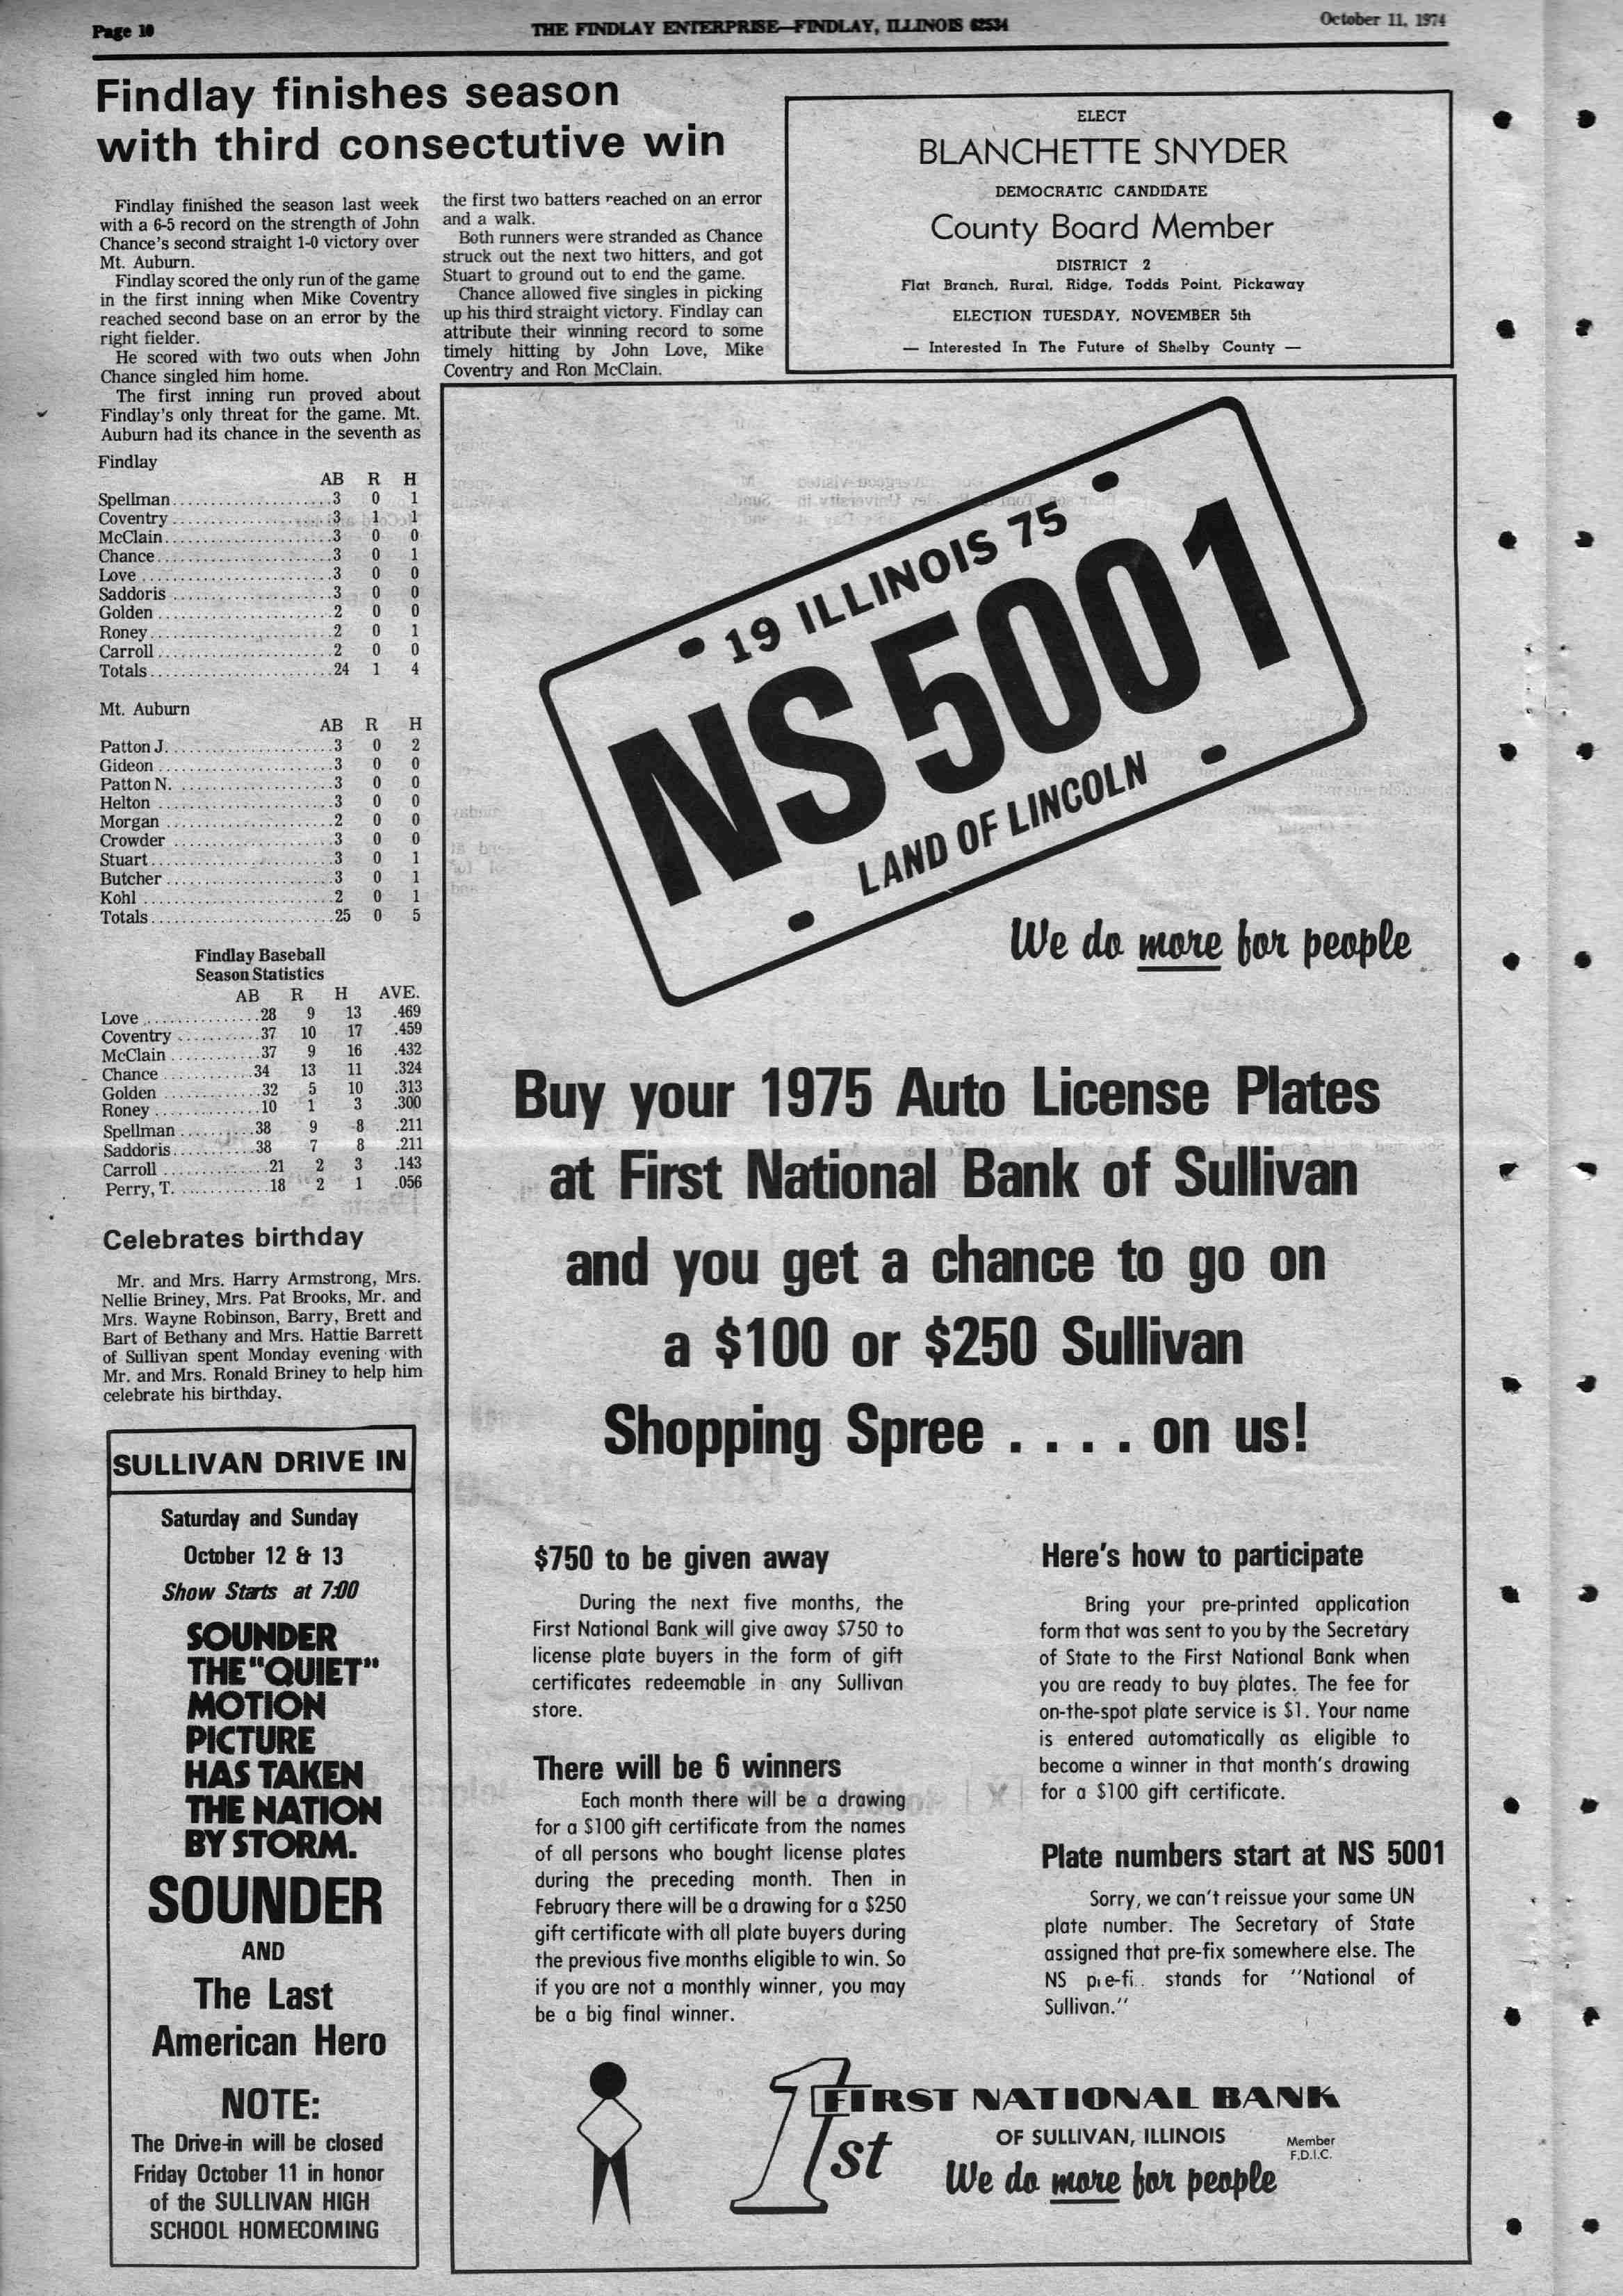 Page 10
THE FINDLAY ENTERPRISE—FINDLAY, ILLINOIS 62534
October 11, 1974
Findlay finishes season
with third consectutive win
Findlay finished the season last week
with a 6-5 record on the strength of John
Chance's second straight 1-0 victory over
Mt. Auburn.
Findlay scored the only run of the game
in the first inning when Mike Coventry
reached second base on an error by the
right fielder.
He scored with two outs when John
Chance singled him home.
The first inning run proved about
Findlay's only threat for the game. Mt.
Auburn had its chance in the seventh as
the first two batters reached on an error
and a walk.
Both runners were stranded as Chance
struck out the next two hitters, and got
Stuart to ground out to end the game.
Chance allowed five singles in picking
up his third straight victory. Findlay can
attribute their winning record to some
timely hitting by John Love, Mike
Coventry and Ron McClain.
Findlay
AB R H
Spellman 3 0 1
Coventry 3 1 1
McClain 3 0 0
Chance 3 0 1
Love 3 0 0
Saddoris 3 0 0
Golden 2 0 0
Roney 2 0 1
Carroll 2 0 0
Totals 24 1 4
Mt. Auburn
AB R H
Patton J. 3 0 2
Gideon 3 0 0
Patton N. 3 0 0
Helton 3 0 0
Morgan 2 0 0
Crowder 3 0 0
Stuart 3 0 1
Butcher 3 0 1
Kohl 2 0 1
Totals 25 0 5
Findlay Baseball
Season Statistics
AB R H AVE.
Love 28 9 13 .469
Coventry 37 10 17 .459
McClain 37 9 16 .432
Chance 34 13 11 .324
Golden 32 5 10 .313
Roney 10 1 3 .300
Spellman 38 9 8 .211
Saddoris 38 7 8 .211
Carroll 21 2 3 .143
Perry, T. 18 2 1 .056
Celebrates birthday
Mr. and Mrs. Harry Armstrong, Mrs.
Nellie Briney, Mrs. Pat Brooks, Mr. and
Mrs. Wayne Robinson, Barry, Brett and
Bart of Bethany and Mrs. Hattie Barrett
of Sullivan spent Monday evening with
Mr. and Mrs. Ronald Briney to help him
celebrate his birthday.
SULLIVAN DRIVE IN
Saturday and Sunday
October 12 & 13
Show Starts at 7:00
SOUNDER
THE "QUIET"
MOTION
PICTURE
HAS TAKEN
THE NATION
BY STORM.
SOUNDER
AND
The Last
American Hero
NOTE:
The Drive-in will be closed
Friday October 11 in honor
of the SULLIVAN HIGH
SCHOOL HOMECOMING
ELECT
BLANCHETTE SNYDER
DEMOCRATIC CANDIDATE
County Board Member
DISTRICT 2
Flat Branch, Rural, Ridge, Todds Point, Pickaway
ELECTION TUESDAY, NOVEMBER 5th
— Interested In The Future of Shelby County —
19 ILLINOIS 75
NS 5001
LAND OF LINCOLN
We do more for people
Buy your 1975 Auto License Plates
at First National Bank of Sullivan
and you get a chance to go on
a $100 or $250 Sullivan
Shopping Spree . . . . on us!
$750 to be given away
During the next five months, the
First National Bank will give away $750 to
license plate buyers in the form of gift
certificates redeemable in any Sullivan
store.
There will be 6 winners
Each month there will be a drawing
for a $100 gift certificate from the names
of all persons who bought license plates
during the preceding month. Then in
February there will be a drawing for a $250
gift certificate with all plate buyers during
the previous five months eligible to win. So
if you are not a monthly winner, you may
be a big final winner.
Here's how to participate
Bring your pre-printed application
form that was sent to you by the Secretary
of State to the First National Bank when
you are ready to buy plates. The fee for
on-the-spot plate service is $1. Your name
is entered automatically as eligible to
become a winner in that month's drawing
for a $100 gift certificate.
Plate numbers start at NS 5001
Sorry, we can't reissue your same UN
plate number. The Secretary of State
assigned that pre-fix somewhere else. The
NS stands for "National of
Sullivan."
1st
FIRST NATIONAL BANK
OF SULLIVAN, ILLINOIS
Member
F.D.I.C.
We do more for people